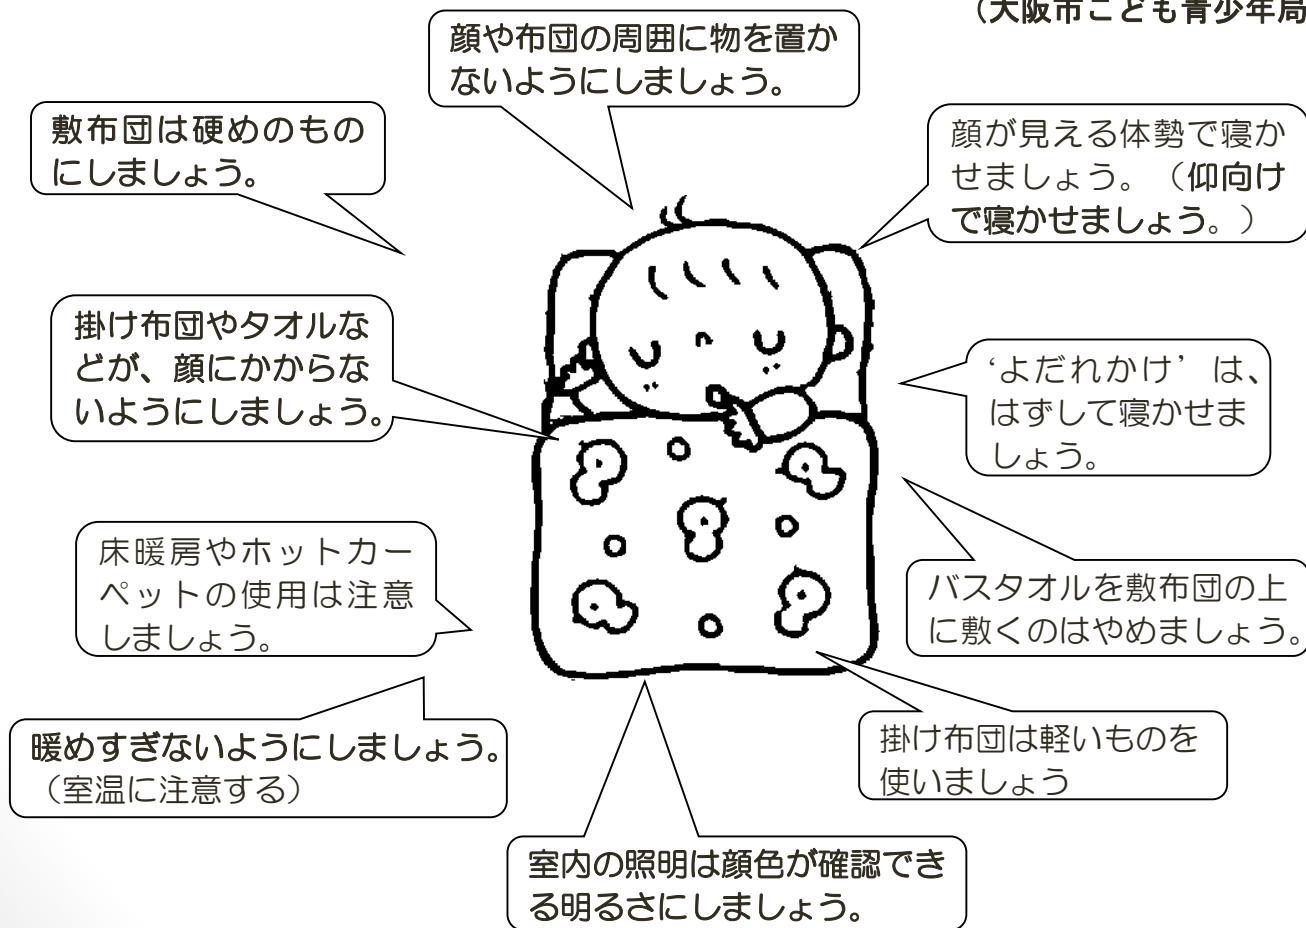 (大阪市こども青少年局
顔や布団の周囲に物を置か
ないようにしましょう。
敷布団は硬めのもの
にしましょう。
顔が見える体勢で寝か
せましょう。(仰向け
で寝かせましょう。)
掛け布団やタオルな
どが、顔にかからな
いようにしましょう。
‘よだれかけ’は、
はずして寝かせま
しょう。
床暖房やホットカー
ペットの使用は注意
しましょう。
バスタオルを敷布団の上
に敷くのはやめましょう。
暖めすぎないようにしましょう。
(室温に注意する)
掛け布団は軽いものを
使いましょう
室内の照明は顔色が確認でき
る明るさにしましょう。